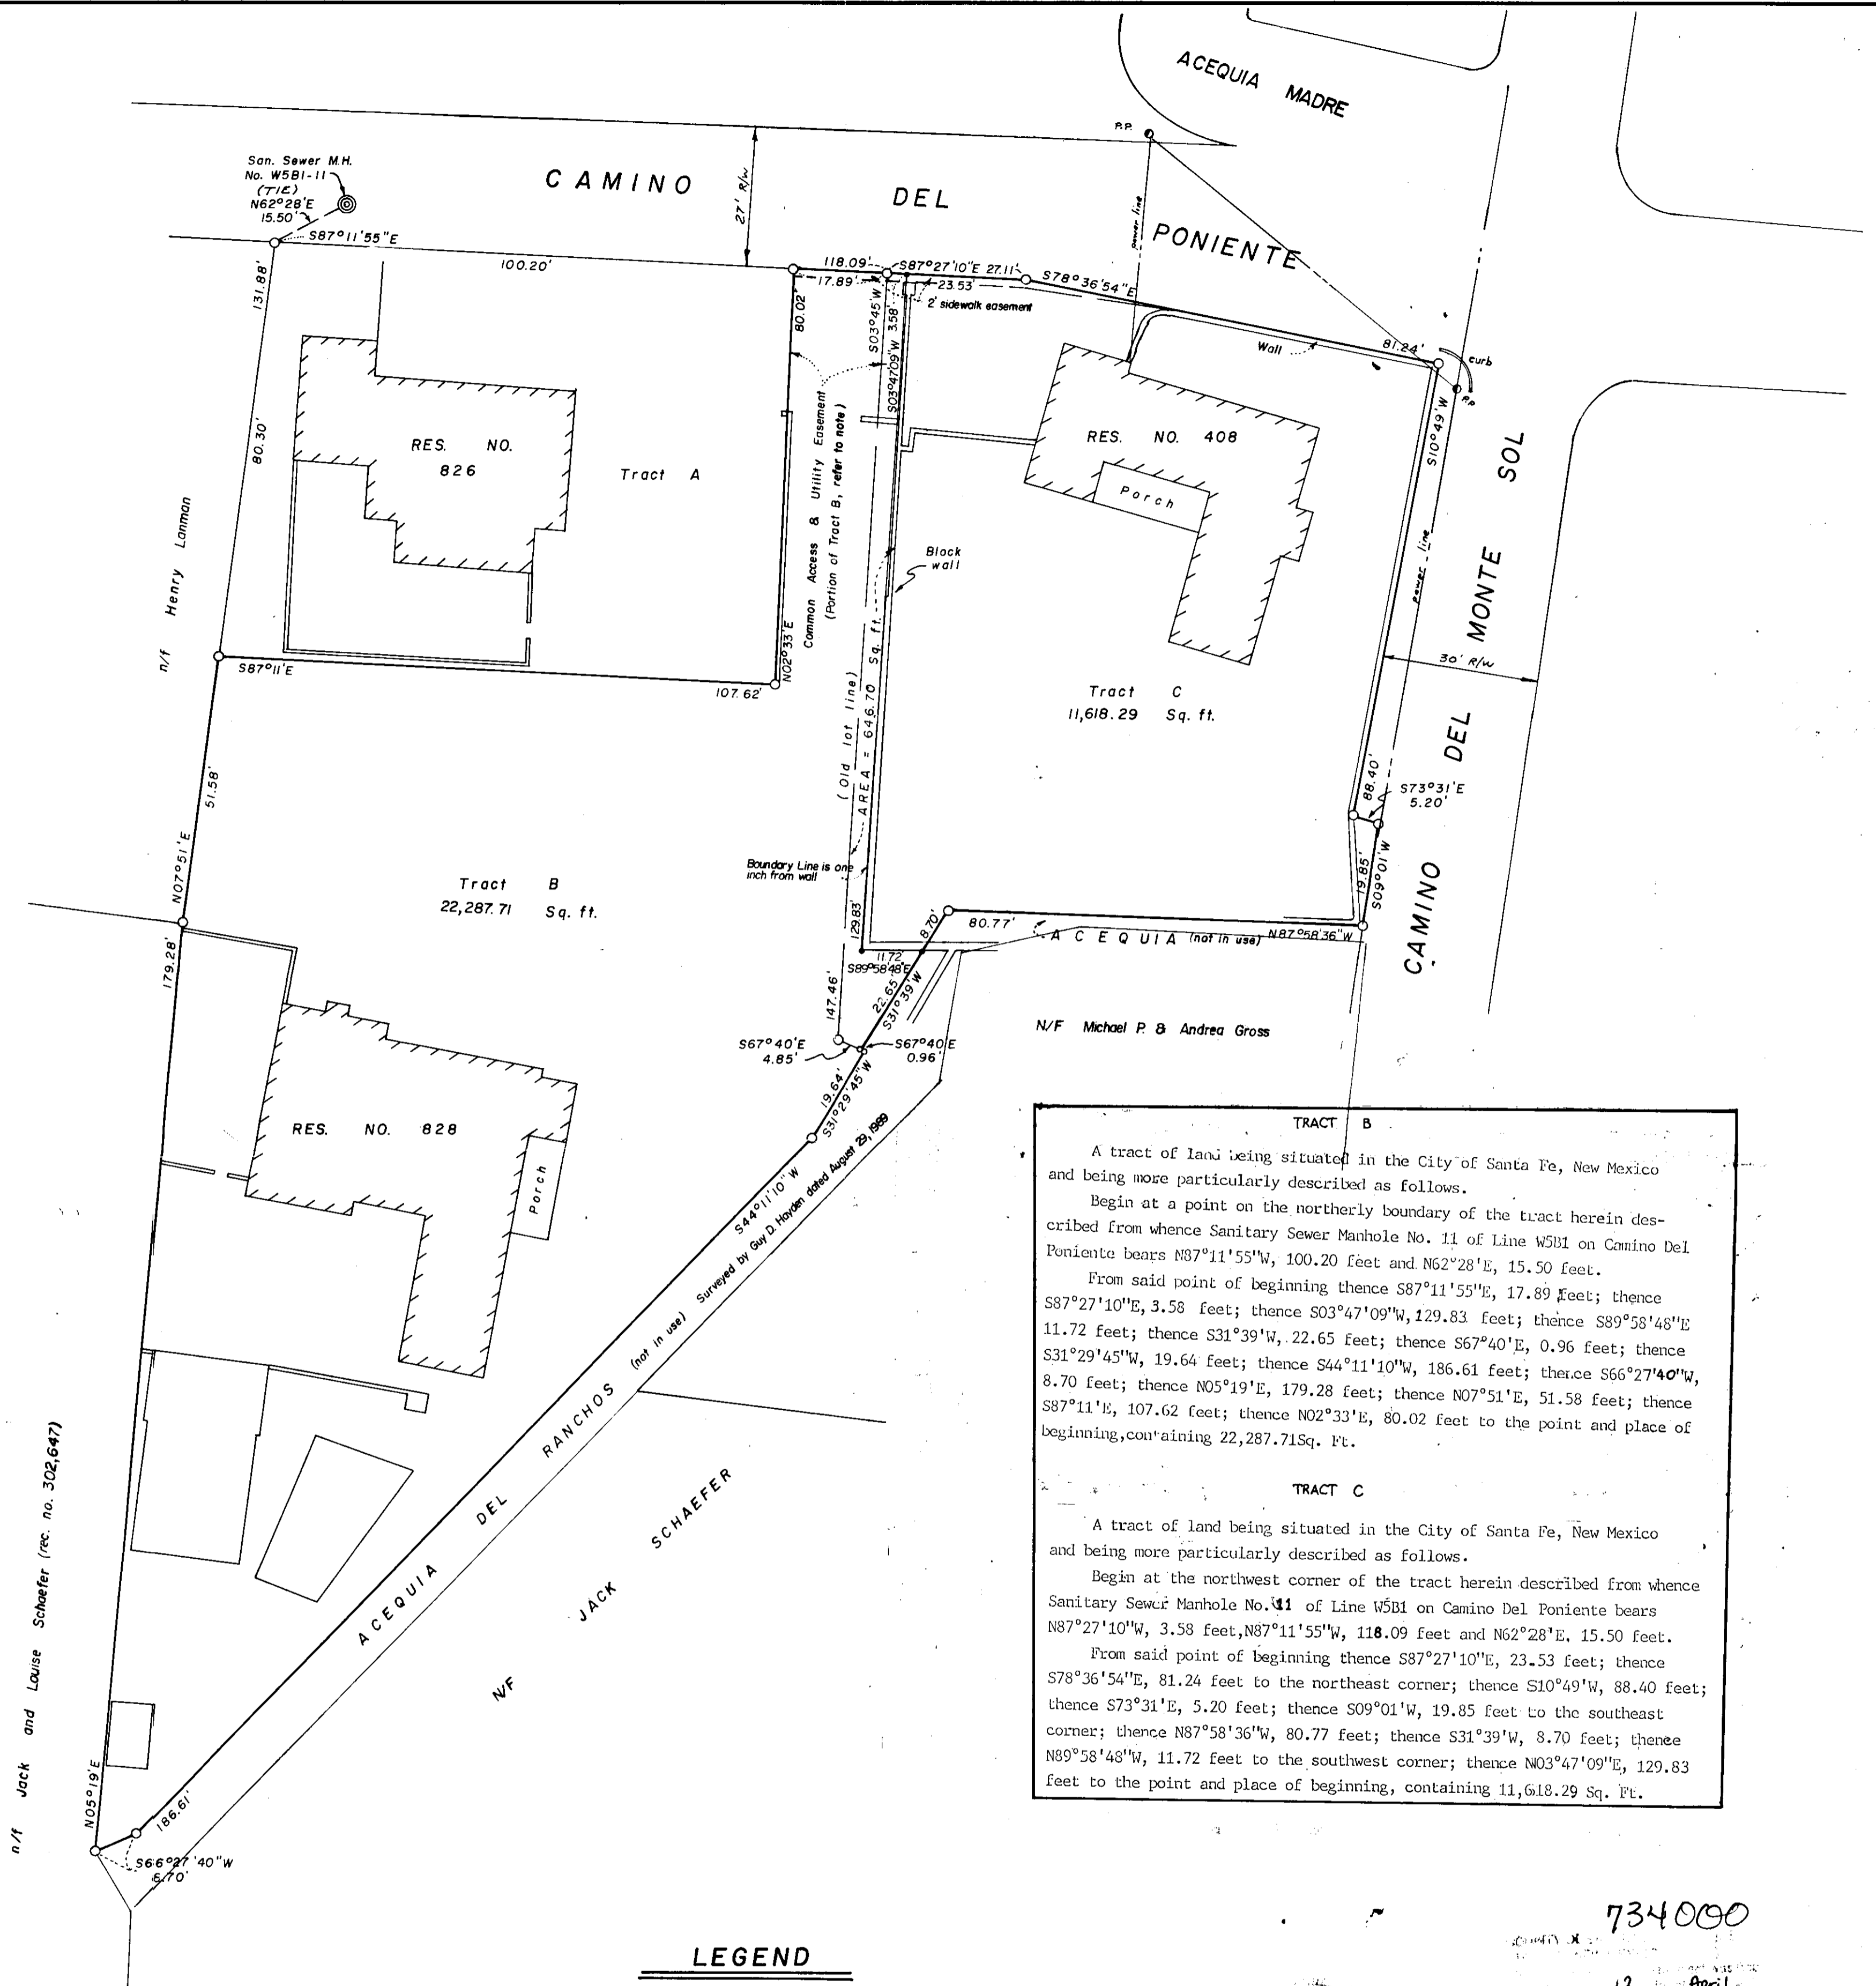 ACEQUIA MADRE
P.P.
San. Sewer M.H.
No. W5B1-11
(TIE)
N62°28'E
15.50'
CAMINO DEL PONIENTE
27' R/W
power line
S87°11'55"E
100.20'
118.09'
17.89'
S87°27'10"E 27.11'
23.53'
2' sidewalk easement
S78°36'54"E
81.24'
Wall
curb
P.P.
131.88'
80.30'
80.02'
S03°45'W
S03°47'09"W 3.58'
S10°49'W
RES. NO.
826
Tract A
Common Access & Utility Easement
(Portion of Tract B, refer to note)
RES. NO. 408
Porch
Block
wall
power line
CAMINO DEL MONTE SOL
30' R/W
n/f Henry Lanman
S87°11'E
107.62'
N02°33'E
(Old lot line)
AREA = 646.70 Sq. ft.
Tract C
11,618.29 Sq. ft.
51.58'
N07°51'E
88.40'
S73°31'E
5.20'
19.85'
S09°01'W
Boundary Line is one
inch from wall
Tract B
22,287.71 Sq. ft.
129.83'
8.70'
80.77'
ACEQUIA (not in use)
N87°58'36"W
11.72
S89°58'48"E
179.28'
147.46'
22.65'
S31°39'W
N/F Michael P. & Andrea Gross
S67°40'E
4.85'
S67°40'E
0.96'
19.64'
S31°29'45"W
RES. NO. 828
Porch
S44°11'10"W
Surveyed by Guy D. Hayden dated August 29, 1989
ACEQUIA DEL RANCHOS (not in use)
N/F JACK SCHAEFER
n/f Jack and Louise Schaefer (rec. no. 302,647)
N05°19'E
186.61'
S66°27'40"W
8.70'
TRACT B
A tract of land being situated in the City of Santa Fe, New Mexico
and being more particularly described as follows.
Begin at a point on the northerly boundary of the tract herein des-
cribed from whence Sanitary Sewer Manhole No. 11 of Line W5B1 on Camino Del
Poniente bears N87°11'55"W, 100.20 feet and N62°28'E, 15.50 feet.
From said point of beginning thence S87°11'55"E, 17.89 feet; thence
S87°27'10"E, 3.58 feet; thence S03°47'09"W, 129.83 feet; thence S89°58'48"E
11.72 feet; thence S31°39'W, 22.65 feet; thence S67°40'E, 0.96 feet; thence
S31°29'45"W, 19.64 feet; thence S44°11'10"W, 186.61 feet; thence S66°27'40"W,
8.70 feet; thence N05°19'E, 179.28 feet; thence N07°51'E, 51.58 feet; thence
S87°11'E, 107.62 feet; thence N02°33'E, 80.02 feet to the point and place of
beginning, containing 22,287.71Sq. Ft.
TRACT C
A tract of land being situated in the City of Santa Fe, New Mexico
and being more particularly described as follows.
Begin at the northwest corner of the tract herein described from whence
Sanitary Sewer Manhole No. 11 of Line W5B1 on Camino Del Poniente bears
N87°27'10"W, 3.58 feet, N87°11'55"W, 118.09 feet and N62°28'E, 15.50 feet.
From said point of beginning thence S87°27'10"E, 23.53 feet; thence
S78°36'54"E, 81.24 feet to the northeast corner; thence S10°49'W, 88.40 feet;
thence S73°31'E, 5.20 feet; thence S09°01'W, 19.85 feet to the southeast
corner; thence N87°58'36"W, 80.77 feet; thence S31°39'W, 8.70 feet; thence
N89°58'48"W, 11.72 feet to the southwest corner; thence N03°47'09"E, 129.83
feet to the point and place of beginning, containing 11,618.29 Sq. Ft.
LEGEND
734000
12 April